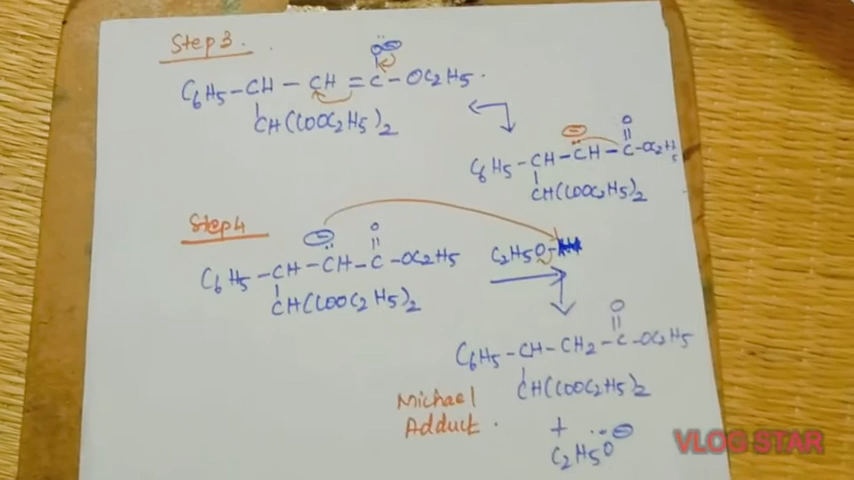 Step 3.
O⊖
C6H5 - CH - CH = C - OC2H5.
CH(COOC2H5)2
⊖ O
C6H5 - CH - CH - C - OC2H5
CH(COOC2H5)2
Step 4
⊖ O
C6H5 - CH - CH - C - OC2H5
C2H5O - H
CH(COOC2H5)2
O
C6H5 - CH - CH2 - C - OC2H5
CH(COOC2H5)2
Michael
Adduct.
+
C2H5O⊖
VLOG STAR